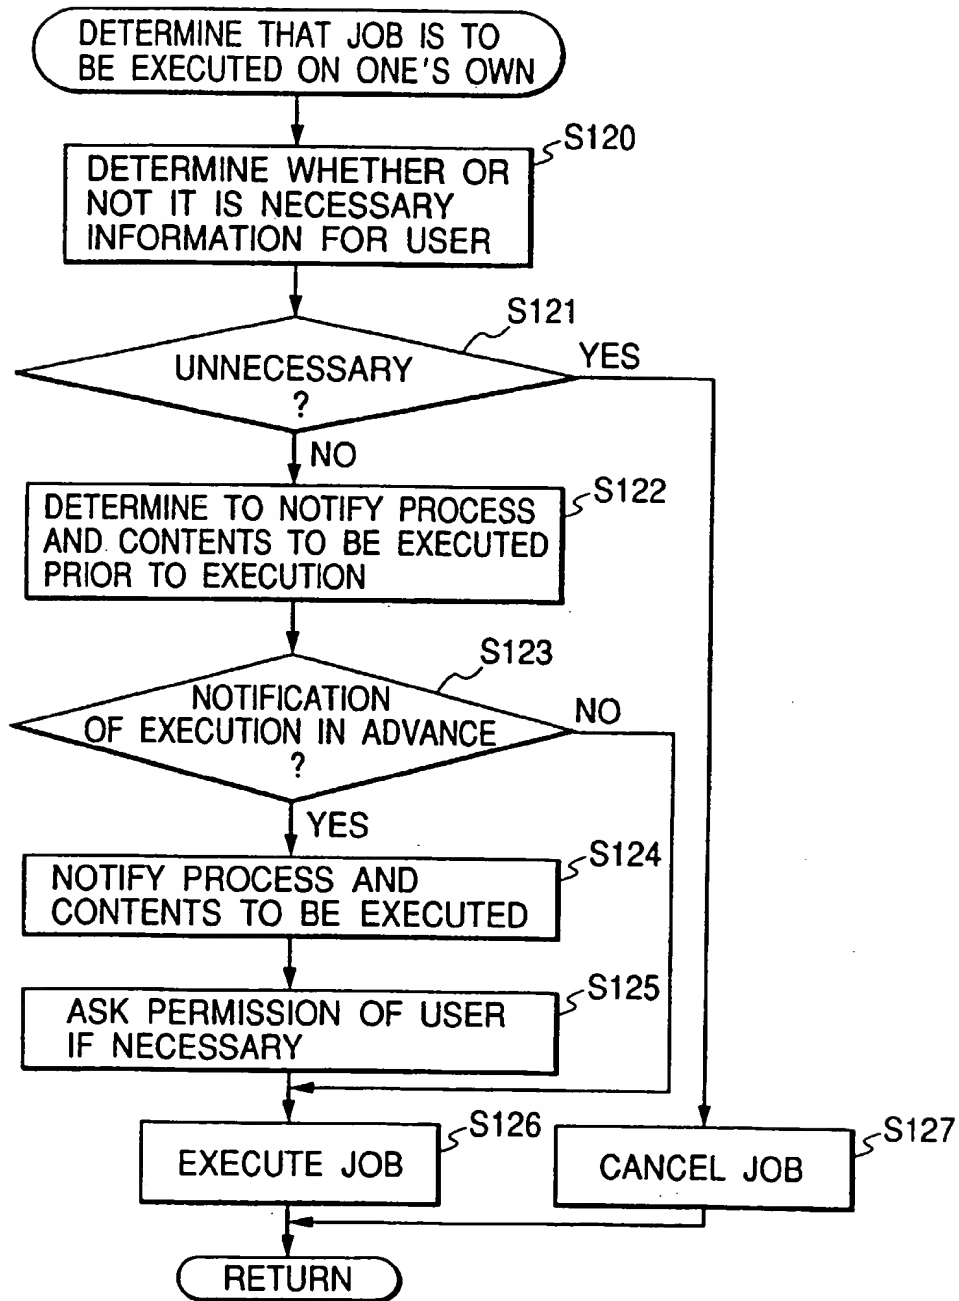 DETERMINE THAT JOB IS TO
BE EXECUTED ON ONE'S OWN
S120
DETERMINE WHETHER OR
NOT IT IS NECESSARY
INFORMATION FOR USER
S121
UNNECESSARY
?
YES
NO
S122
DETERMINE TO NOTIFY PROCESS
AND CONTENTS TO BE EXECUTED
PRIOR TO EXECUTION
S123
NOTIFICATION
OF EXECUTION IN ADVANCE
?
NO
YES
S124
NOTIFY PROCESS AND
CONTENTS TO BE EXECUTED
S125
ASK PERMISSION OF USER
IF NECESSARY
S126
EXECUTE JOB
S127
CANCEL JOB
RETURN